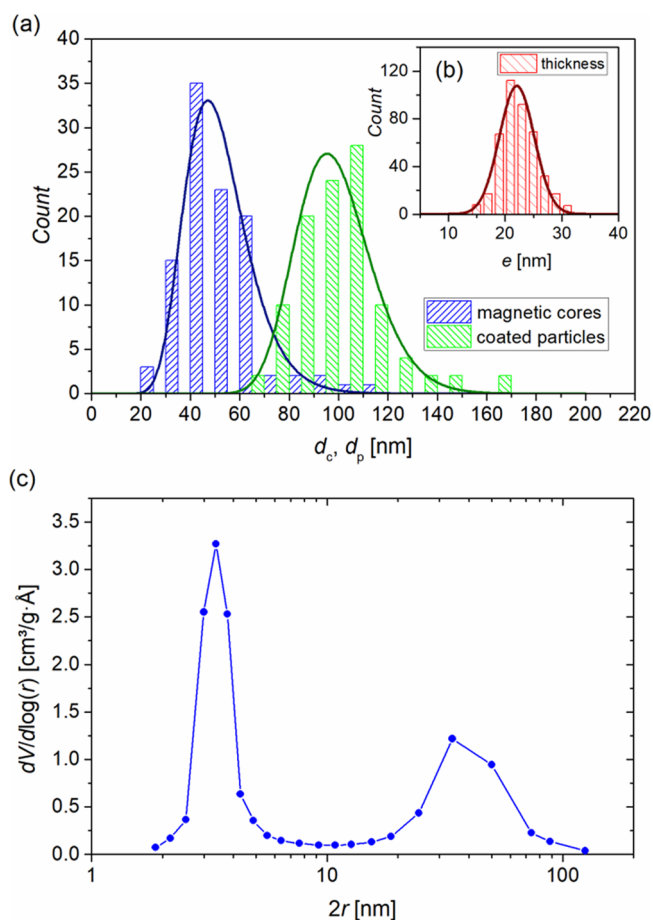 (a)
40
35
30
25
20
15
10
5
0
Count
0 20 40 60 80 100 120 140 160 180 200 220
d_c, d_p [nm]
magnetic cores
coated particles
(b)
thickness
120
80
40
0
Count
10 20 30 40
e [nm]
(c)
3.5
3.0
2.5
2.0
1.5
1.0
0.5
0.0
dV/dlog(r) [cm³/g·Å]
1 10 100
2r [nm]